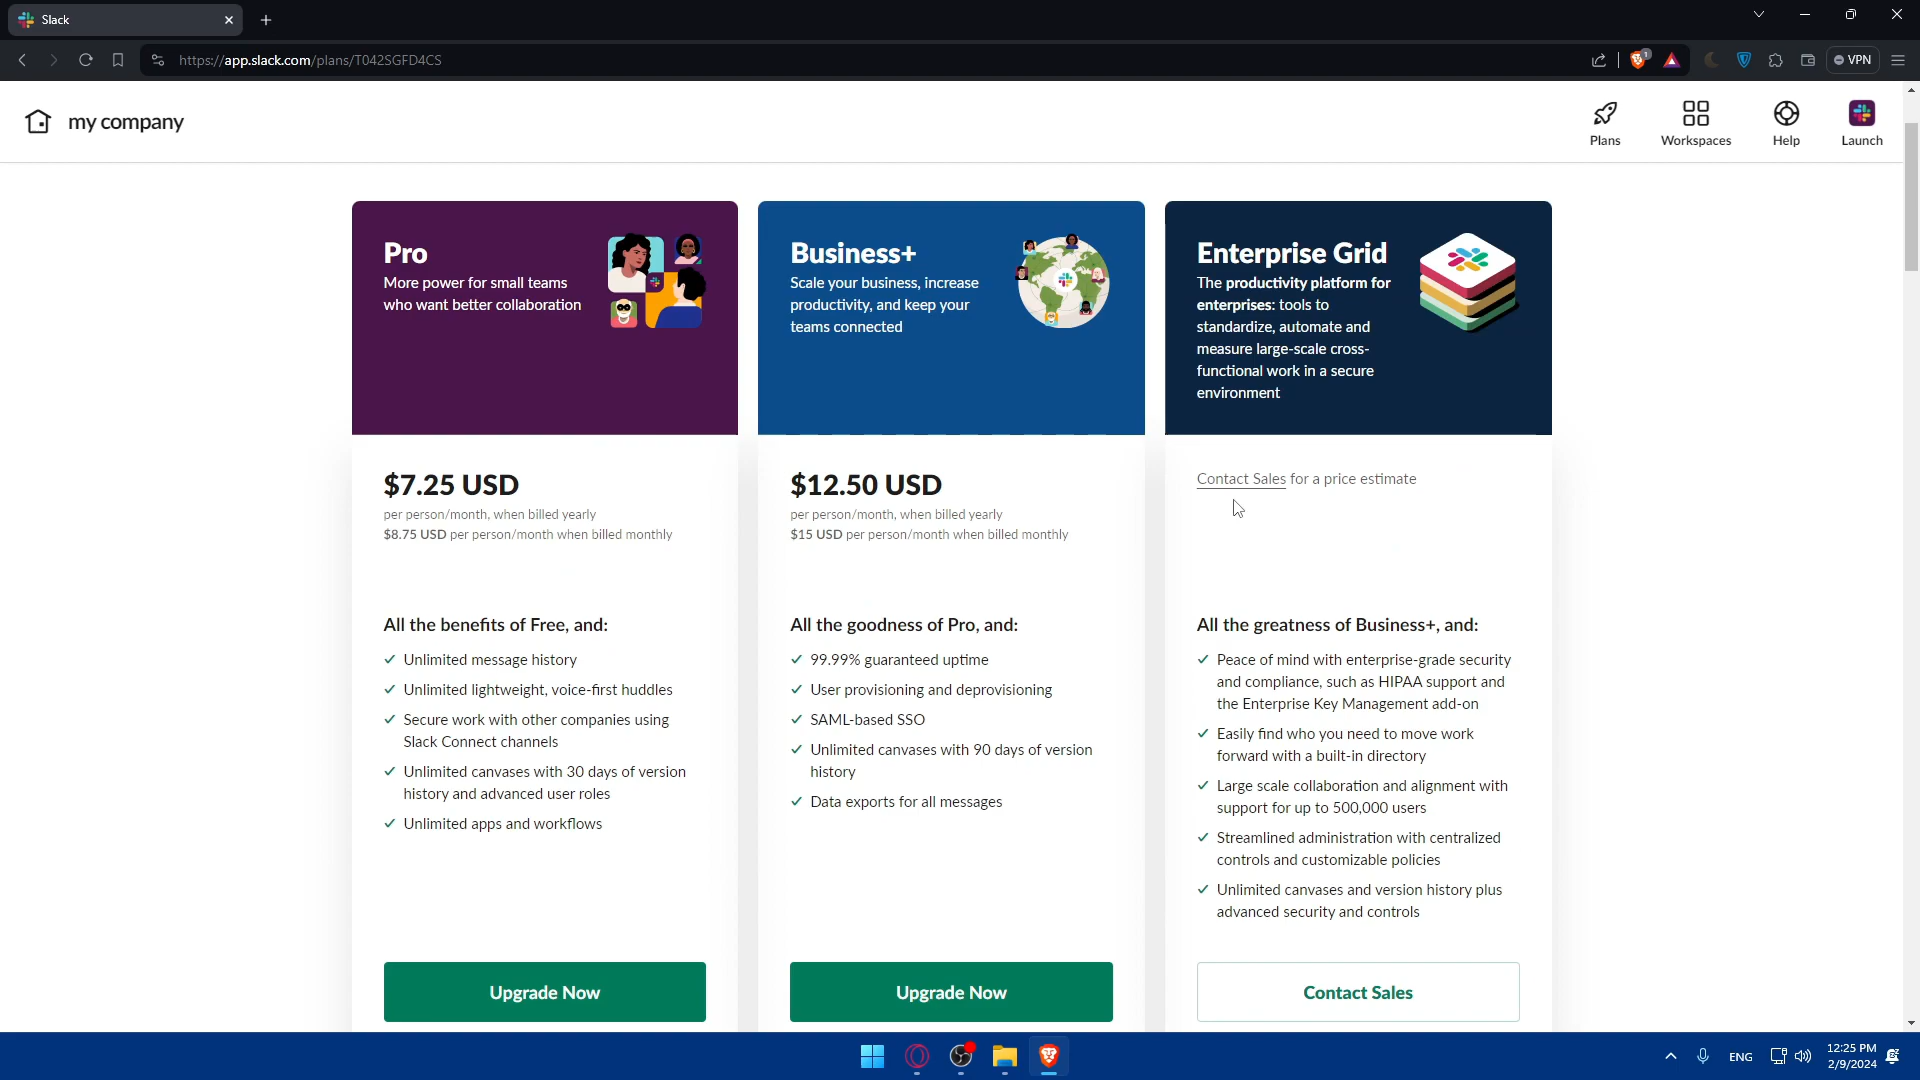 Slack
https://app.slack.com/plans/T042SGFD4CS
1
VPN
my company
Plans
Workspaces
Help
Launch
Pro
More power for small teams
who want better collaboration
$7.25 USD
per person/month, when billed yearly
$8.75 USD per person/month when billed monthly
All the benefits of Free, and:
Unlimited message history
Unlimited lightweight, voice-first huddles
Secure work with other companies using
Slack Connect channels
Unlimited canvases with 30 days of version
history and advanced user roles
Unlimited apps and workflows
Upgrade Now
Business+
Scale your business, increase
productivity, and keep your
teams connected
$12.50 USD
per person/month, when billed yearly
$15 USD per person/month when billed monthly
All the goodness of Pro, and:
99.99% guaranteed uptime
User provisioning and deprovisioning
SAML-based SSO
Unlimited canvases with 90 days of version
history
Data exports for all messages
Upgrade Now
Enterprise Grid
The productivity platform for
enterprises: tools to
standardize, automate and
measure large-scale cross-
functional work in a secure
environment
Contact Sales for a price estimate
All the greatness of Business+, and:
Peace of mind with enterprise-grade security
and compliance, such as HIPAA support and
the Enterprise Key Management add-on
Easily find who you need to move work
forward with a built-in directory
Large scale collaboration and alignment with
support for up to 500,000 users
Streamlined administration with centralized
controls and customizable policies
Unlimited canvases and version history plus
advanced security and controls
Contact Sales
ENG
12:25 PM
2/9/2024